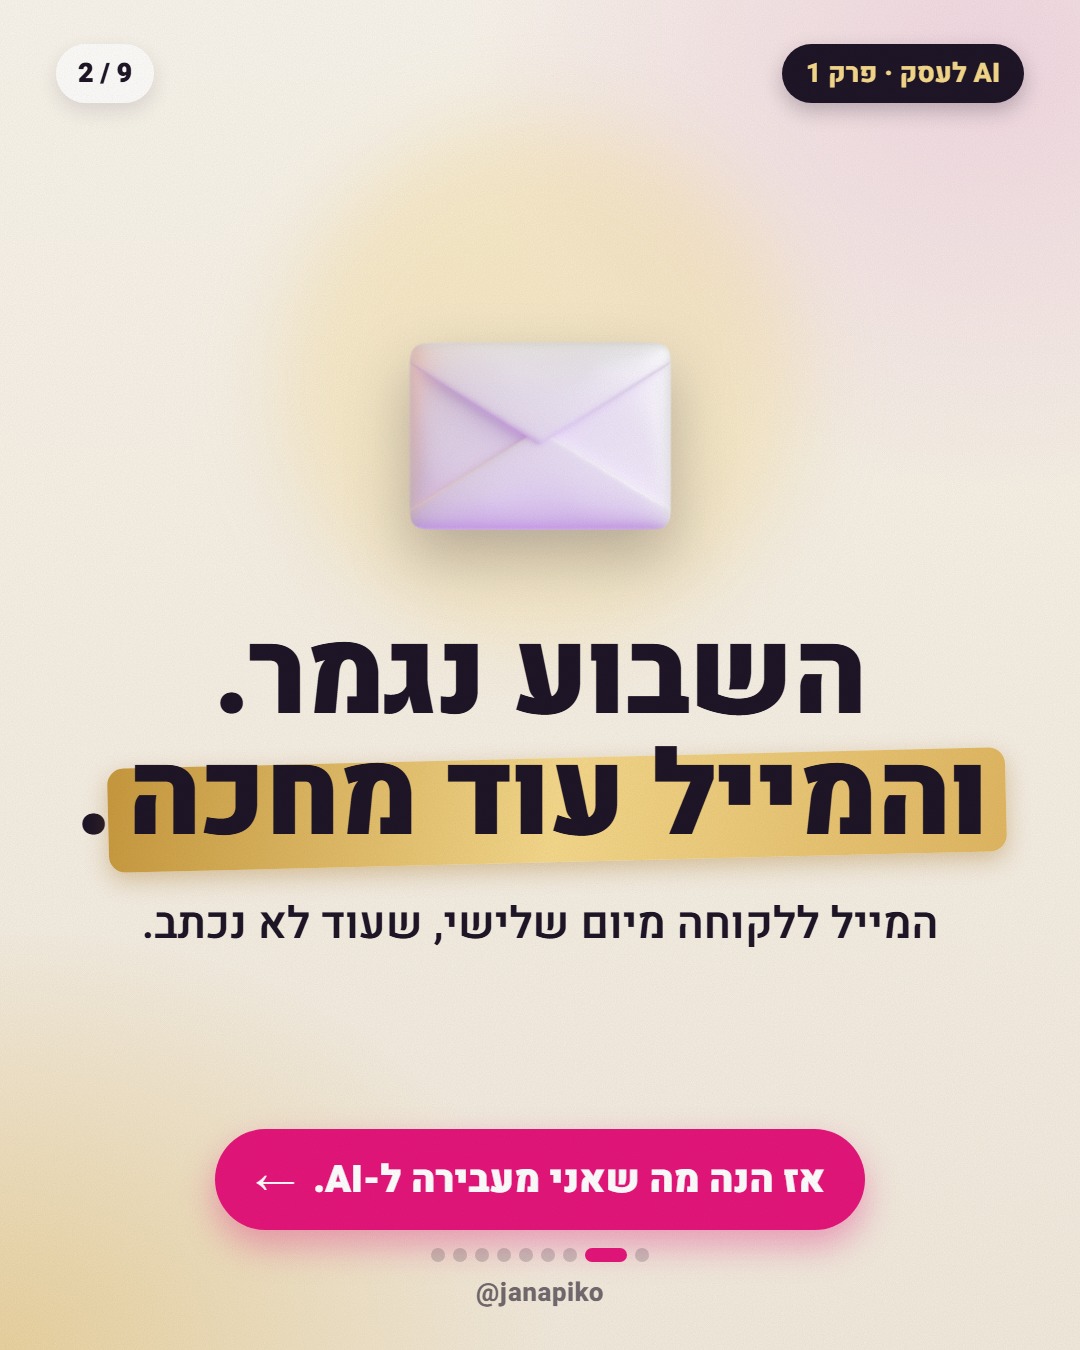 AI לעסק · פרק 1
2 / 9
השבוע נגמר.
והמייל עוד מחכה.
המייל ללקוחה מיום שלישי, שעוד לא נכתב.
אז הנה מה שאני מעבירה ל-AI. ←
@janapiko